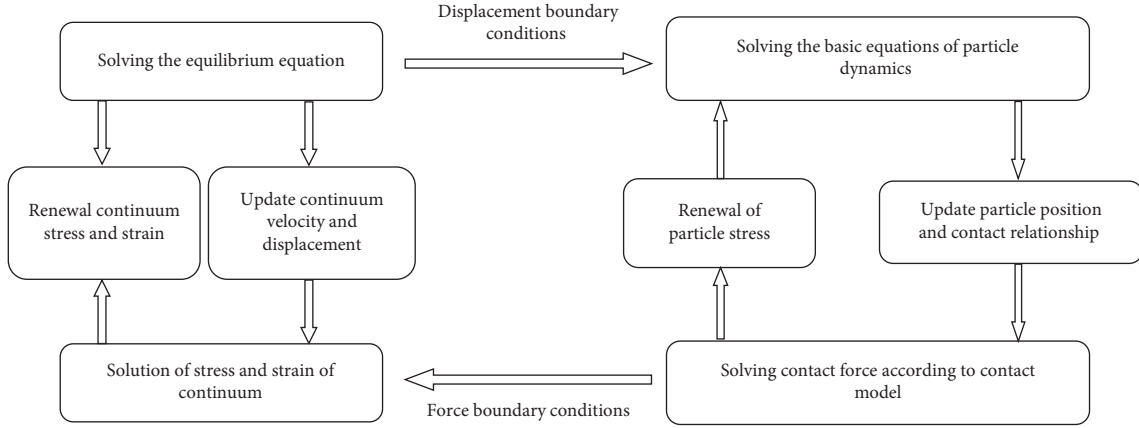 Displacement boundary
conditions
Solving the equilibrium equation
Solving the basic equations of particle
dynamics
Renewal continuum
stress and strain
Update continuum
velocity and
displacement
Renewal of
particle stress
Update particle position
and contact relationship
Solution of stress and strain of
continuum
Force boundary conditions
Solving contact force according to contact
model